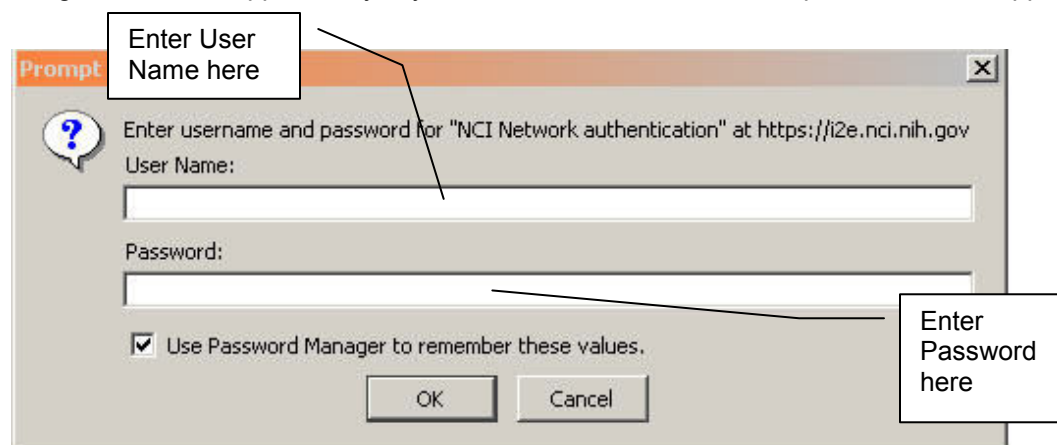 Enter User
Name here
Prompt
Enter username and password for "NCI Network authentication" at https://i2e.nci.nih.gov
User Name:
Password:
Use Password Manager to remember these values.
Enter
Password
here
OK
Cancel